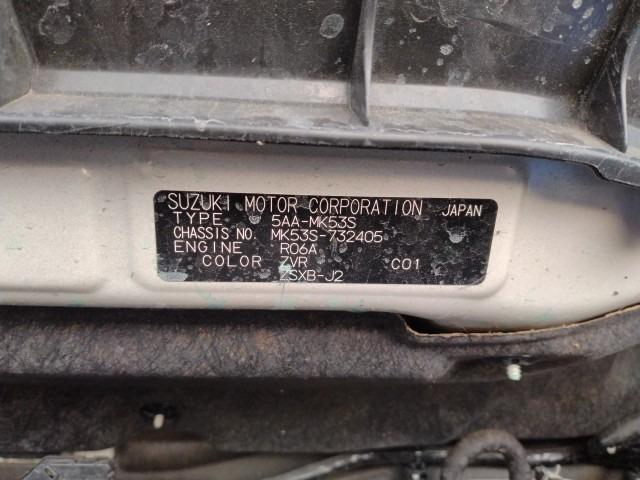 SUZUKI MOTOR CORPORATION JAPAN
TYPE 5AA-MK53S
CHASSIS NO. MK53S-732405
ENGINE R06A
COLOR ZVR C01
ZSXB-J2